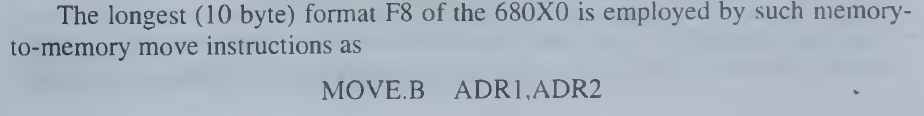 The longest (10 byte) format F8 of the 680X0 is employed by such memory-
to-memory move instructions as
MOVE.B ADR1,ADR2